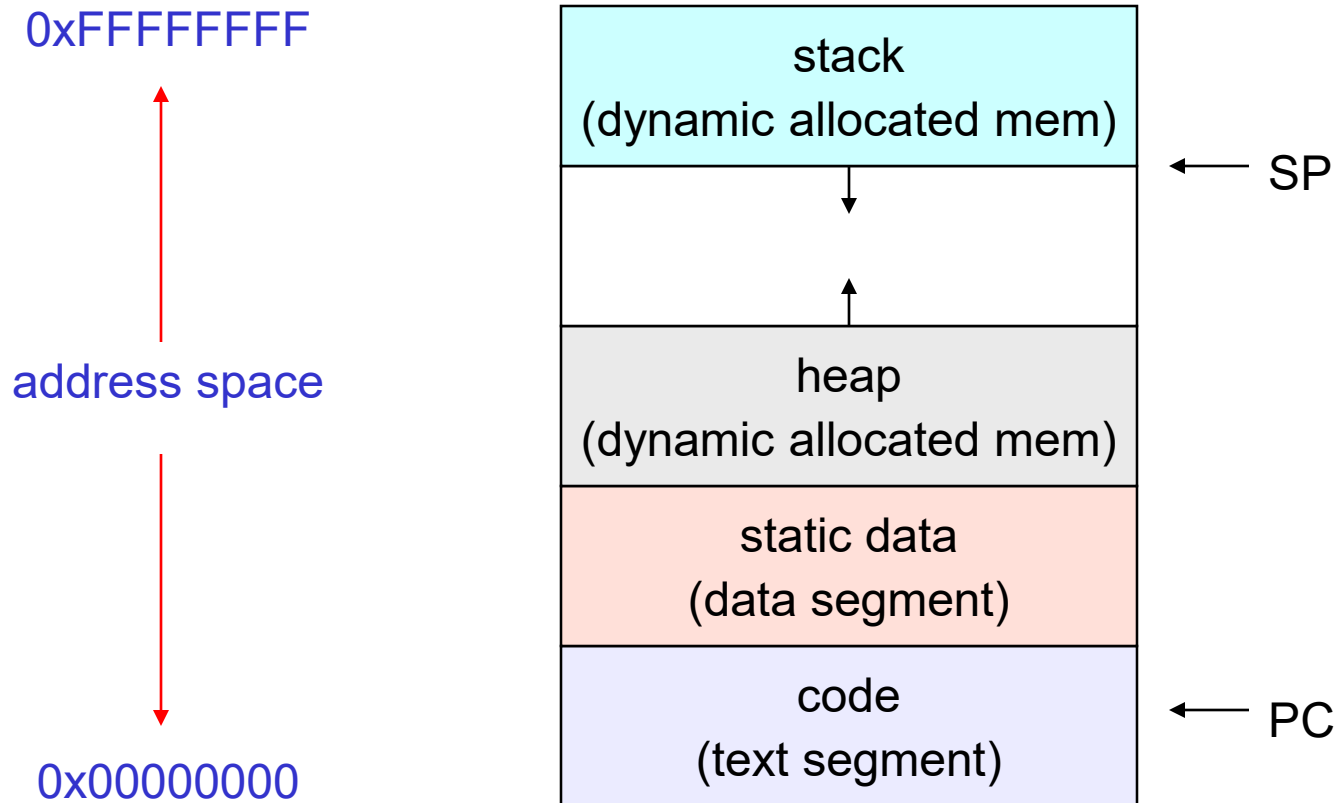 0xFFFFFFFF
address space
0x00000000
stack
(dynamic allocated mem)
SP
heap
(dynamic allocated mem)
static data
(data segment)
code
(text segment)
PC